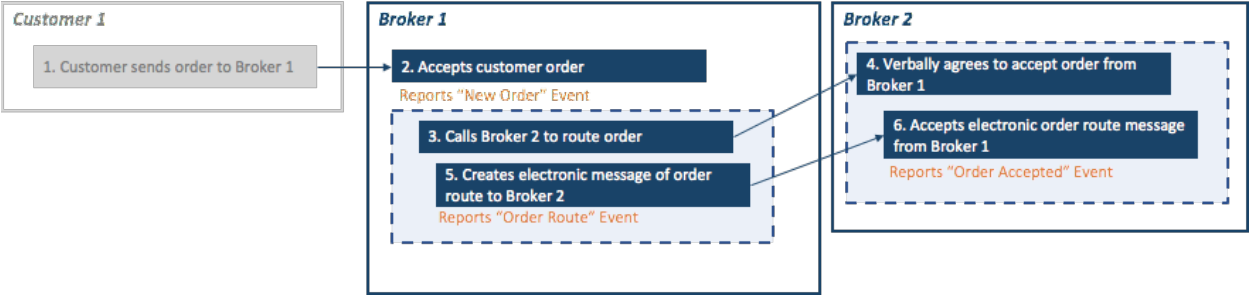 Customer 1
1. Customer sends order to Broker 1
Broker 1
2. Accepts customer order
Reports “New Order” Event
3. Calls Broker 2 to route order
5. Creates electronic message of order
route to Broker 2
Reports “Order Route” Event
Broker 2
4. Verbally agrees to accept order from
Broker 1
6. Accepts electronic order route message
from Broker 1
Reports “Order Accepted” Event